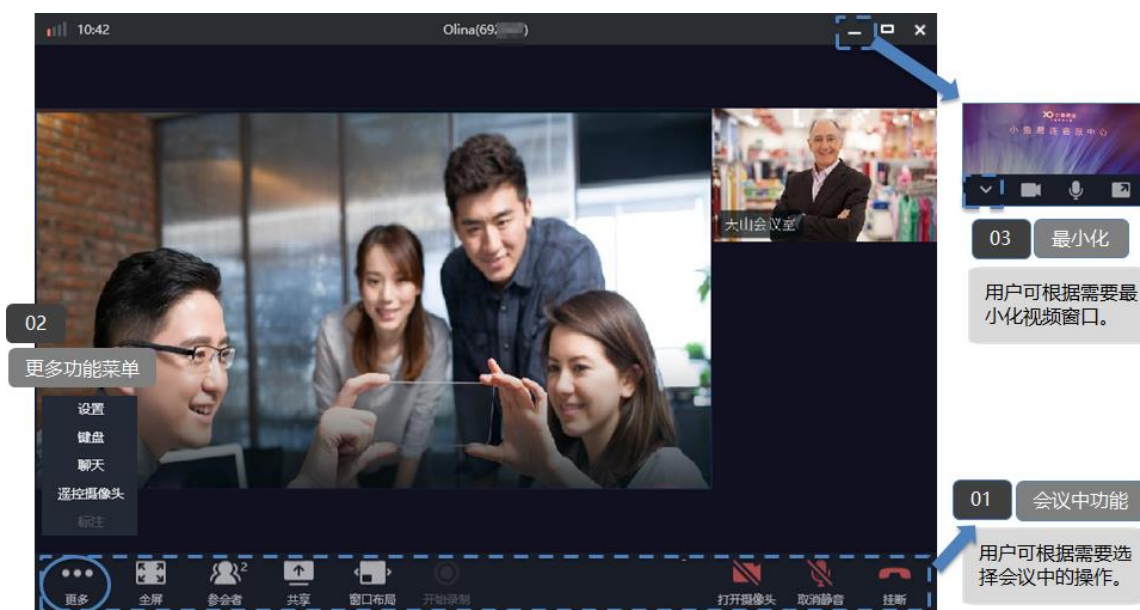 10:42
Olina(69
小鱼易连客服中心
大山会议室
03
最小化
用户可根据需要最
小化视频窗口。
02
更多功能菜单
设置
键盘
聊天
遥控摄像头
标注
01
会议中功能
用户可根据需要选
择会议中的操作。
更多
全屏
参会者
2
共享
窗口布局
开始录制
打开摄像头
取消静音
挂断